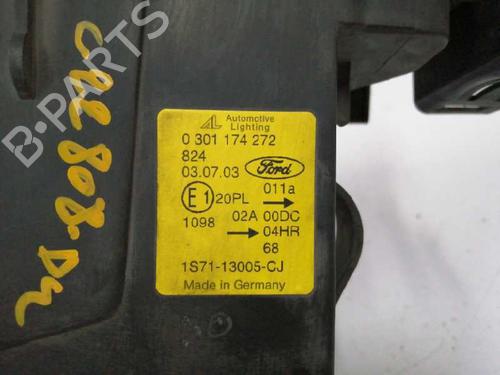 B-PARTS
AL Automotive Lighting
0 301 174 272
824
03.07.03
Ford
E1 20PL
011a
02A 00DC
1098
04HR
68
1S71-13005-CJ
Made in Germany